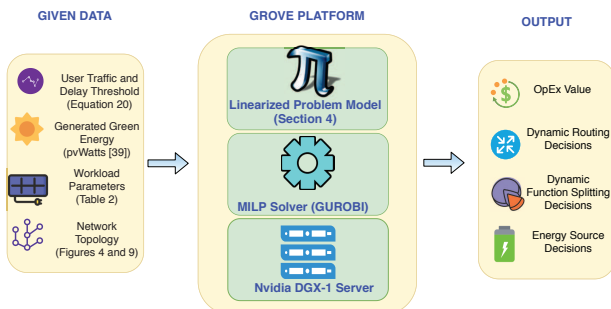 GIVEN DATA
User Traffic and
Delay Threshold
(Equation 20)
Generated Green
Energy
(pvWatts [39])
Workload
Parameters
(Table 2)
Network
Topology
(Figures 4 and 9)
GROVE PLATFORM
π
Linearized Problem Model
(Section 4)
MILP Solver (GUROBI)
Nvidia DGX-1 Server
OUTPUT
$
OpEx Value
Dynamic Routing
Decisions
Dynamic
Function Splitting
Decisions
Energy Source
Decisions